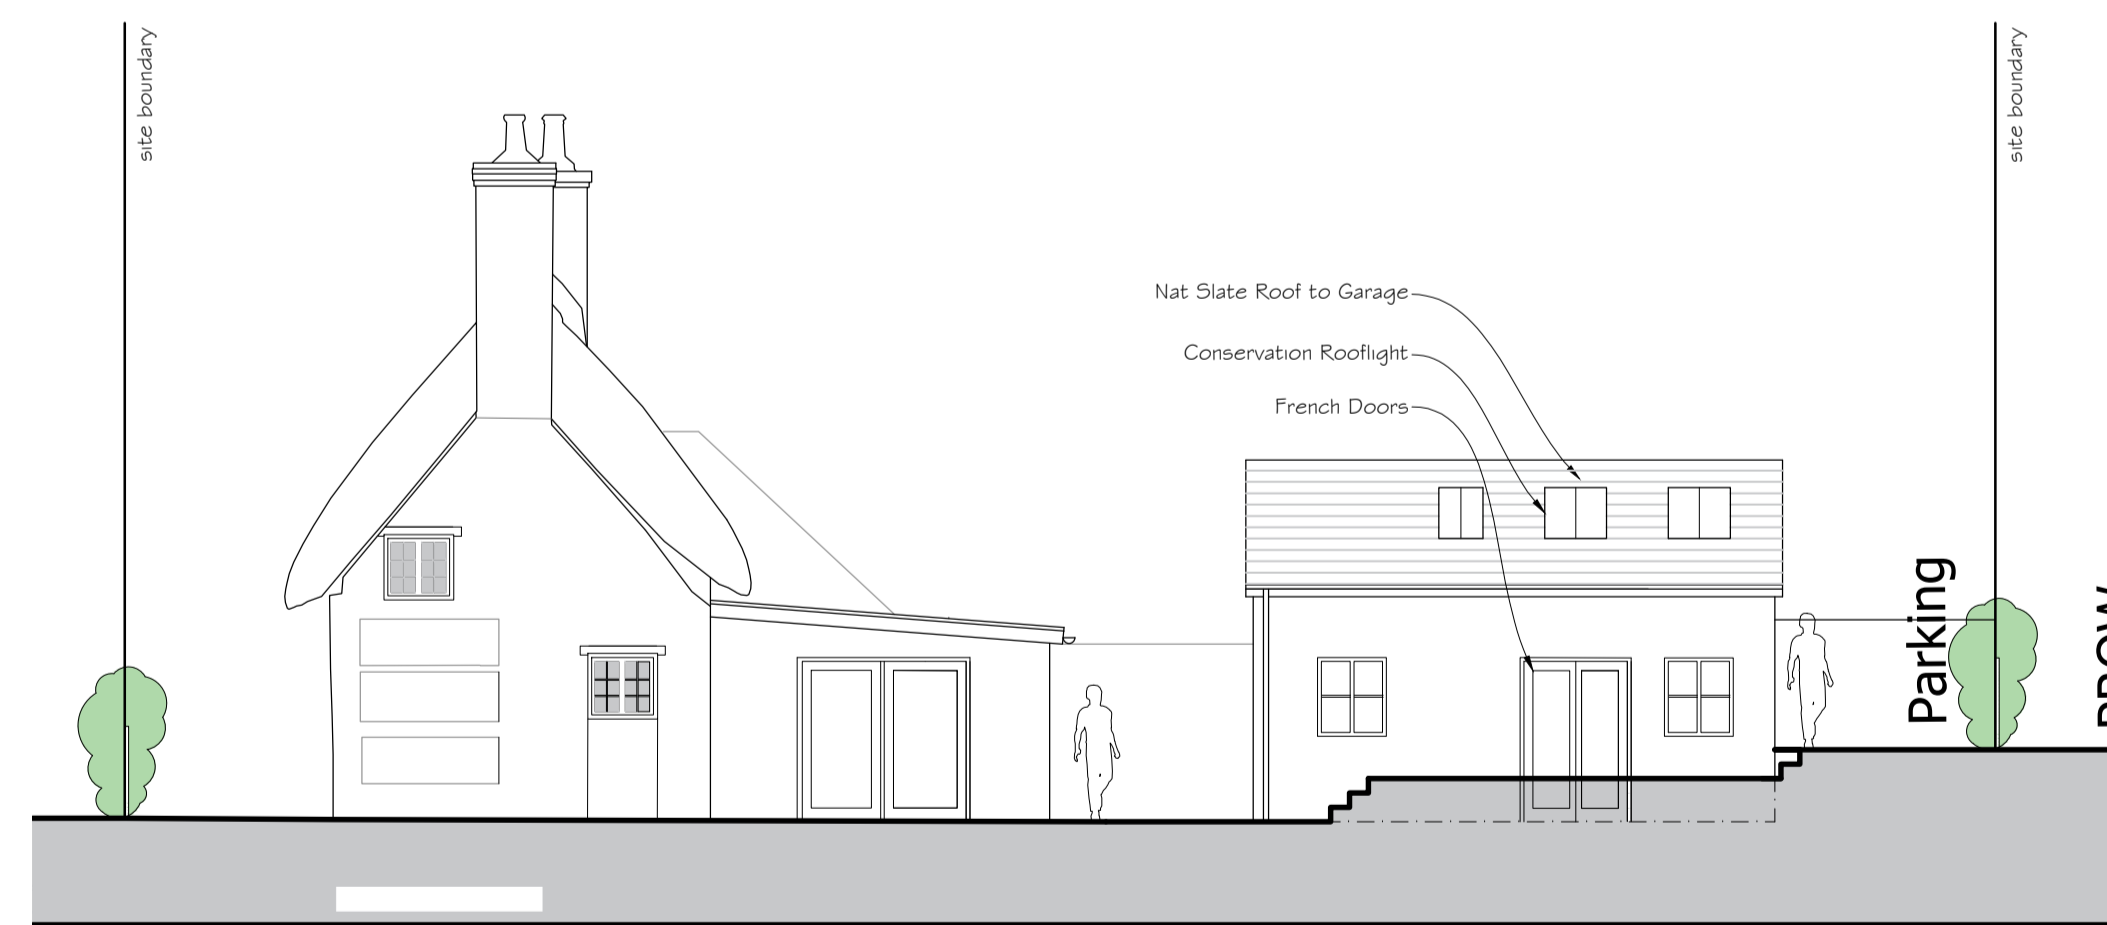 site boundary
site boundary
Nat Slate Roof to Garage
Conservation Rooflight
French Doors
Parking